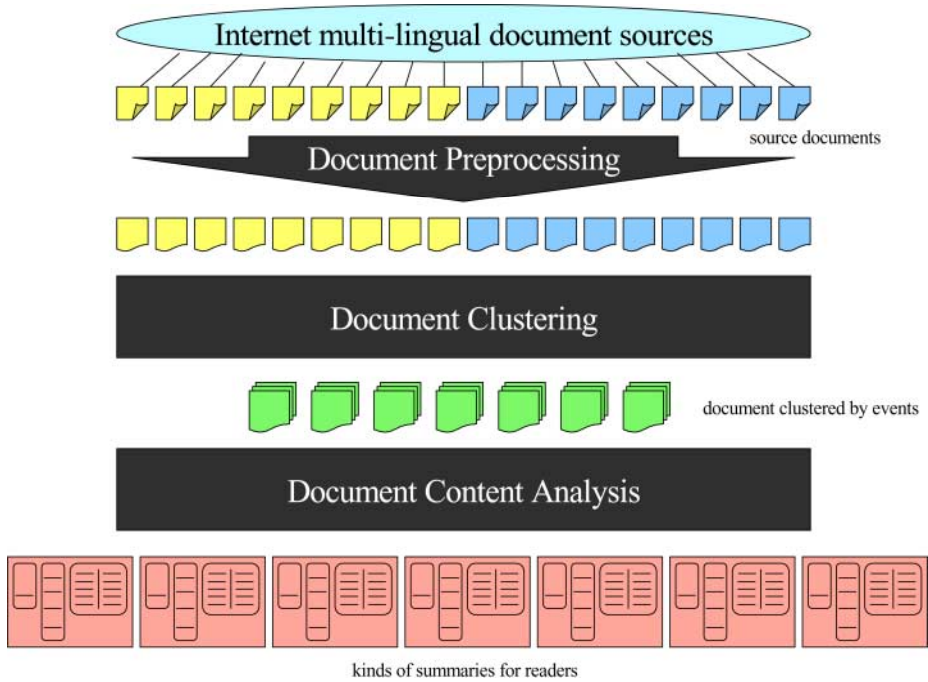 Internet multi-lingual document sources
source documents
Document Preprocessing
Document Clustering
document clustered by events
Document Content Analysis
kinds of summaries for readers